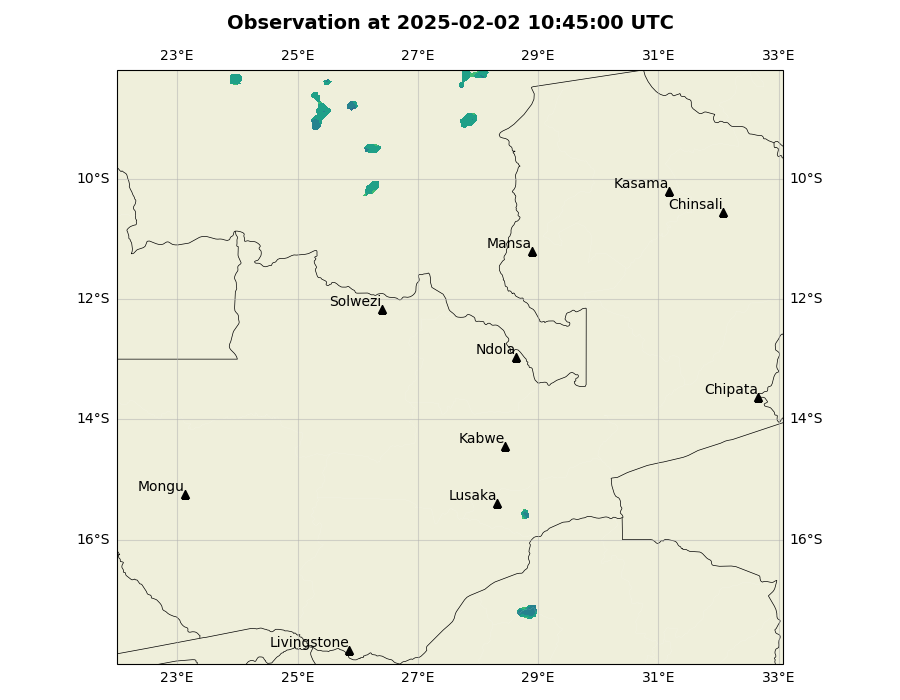 Observation at 2025-02-02 10:45:00 UTC
23°E 25°E 27°E 29°E 31°E 33°E
10°S 10°S
Kasama
Chinsali
Mansa
12°S 12°S
Solwezi
Ndola
Chipata
14°S 14°S
Kabwe
Mongu
Lusaka
16°S 16°S
Livingstone
23°E 25°E 27°E 29°E 31°E 33°E